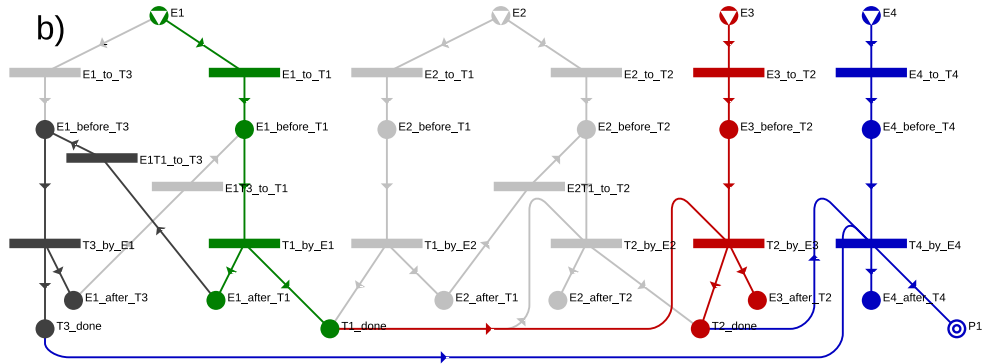 b)
E1
E2
E3
E4
E1_to_T3
E1_to_T1
E2_to_T1
E2_to_T2
E3_to_T2
E4_to_T4
E1_before_T3
E1_before_T1
E2_before_T1
E2_before_T2
E3_before_T2
E4_before_T4
E1T1_to_T3
E1T3_to_T1
E2T1_to_T2
T3_by_E1
T1_by_E1
T1_by_E2
T2_by_E2
T2_by_E3
T4_by_E4
E1_after_T3
E1_after_T1
E2_after_T1
E2_after_T2
E3_after_T2
E4_after_T4
T3_done
T1_done
T2_done
P1